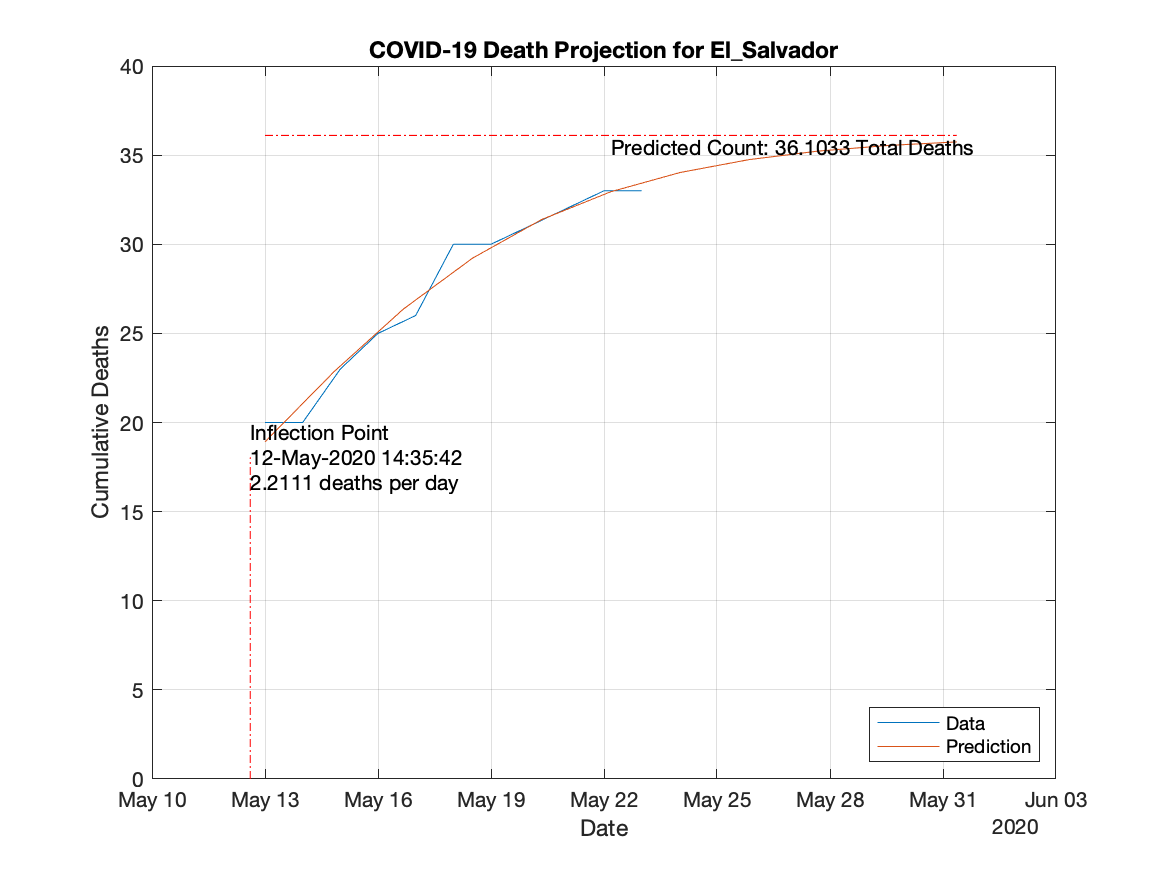 COVID-19 Death Projection for El_Salvador
40
35
30
25
20
15
10
5
0
Cumulative Deaths
Predicted Count: 36.1033 Total Deaths
Inflection Point
12-May-2020 14:35:42
2.2111 deaths per day
Data
Prediction
May 10 May 13 May 16 May 19 May 22 May 25 May 28 May 31 Jun 03
Date
2020